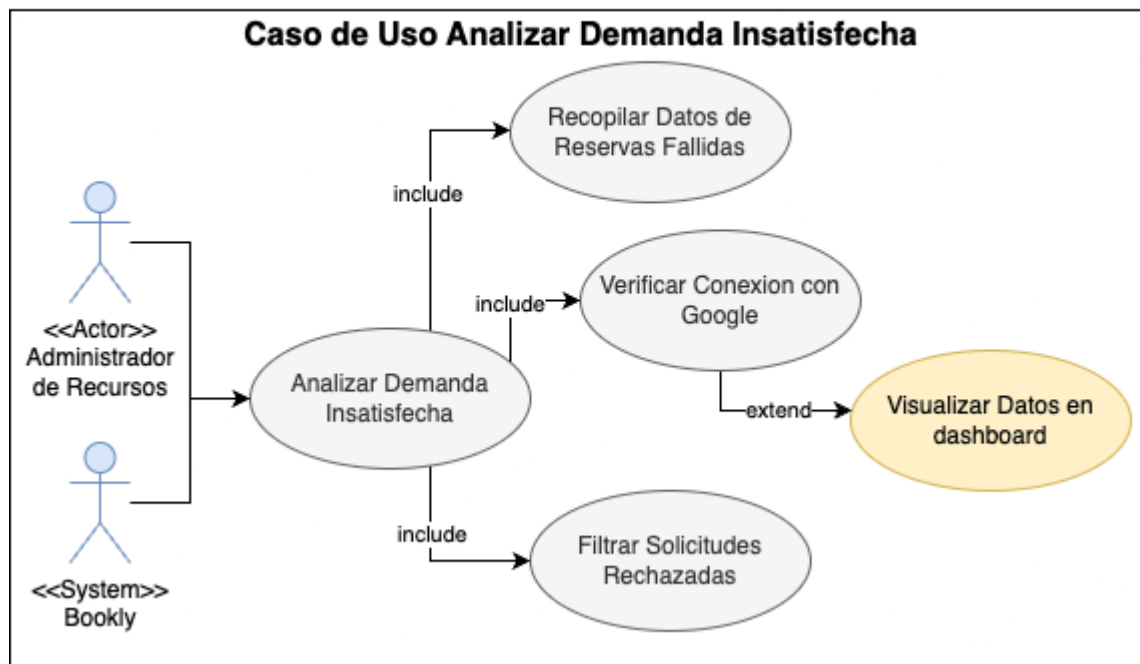 Caso de Uso Analizar Demanda Insatisfecha
Recopilar Datos de
Reservas Fallidas
include
<<Actor>>
Administrador
de Recursos
Verificar Conexion con
Google
include
Analizar Demanda
Insatisfecha
extend
Visualizar Datos en
dashboard
include
Filtrar Solicitudes
Rechazadas
<<System>>
Bookly